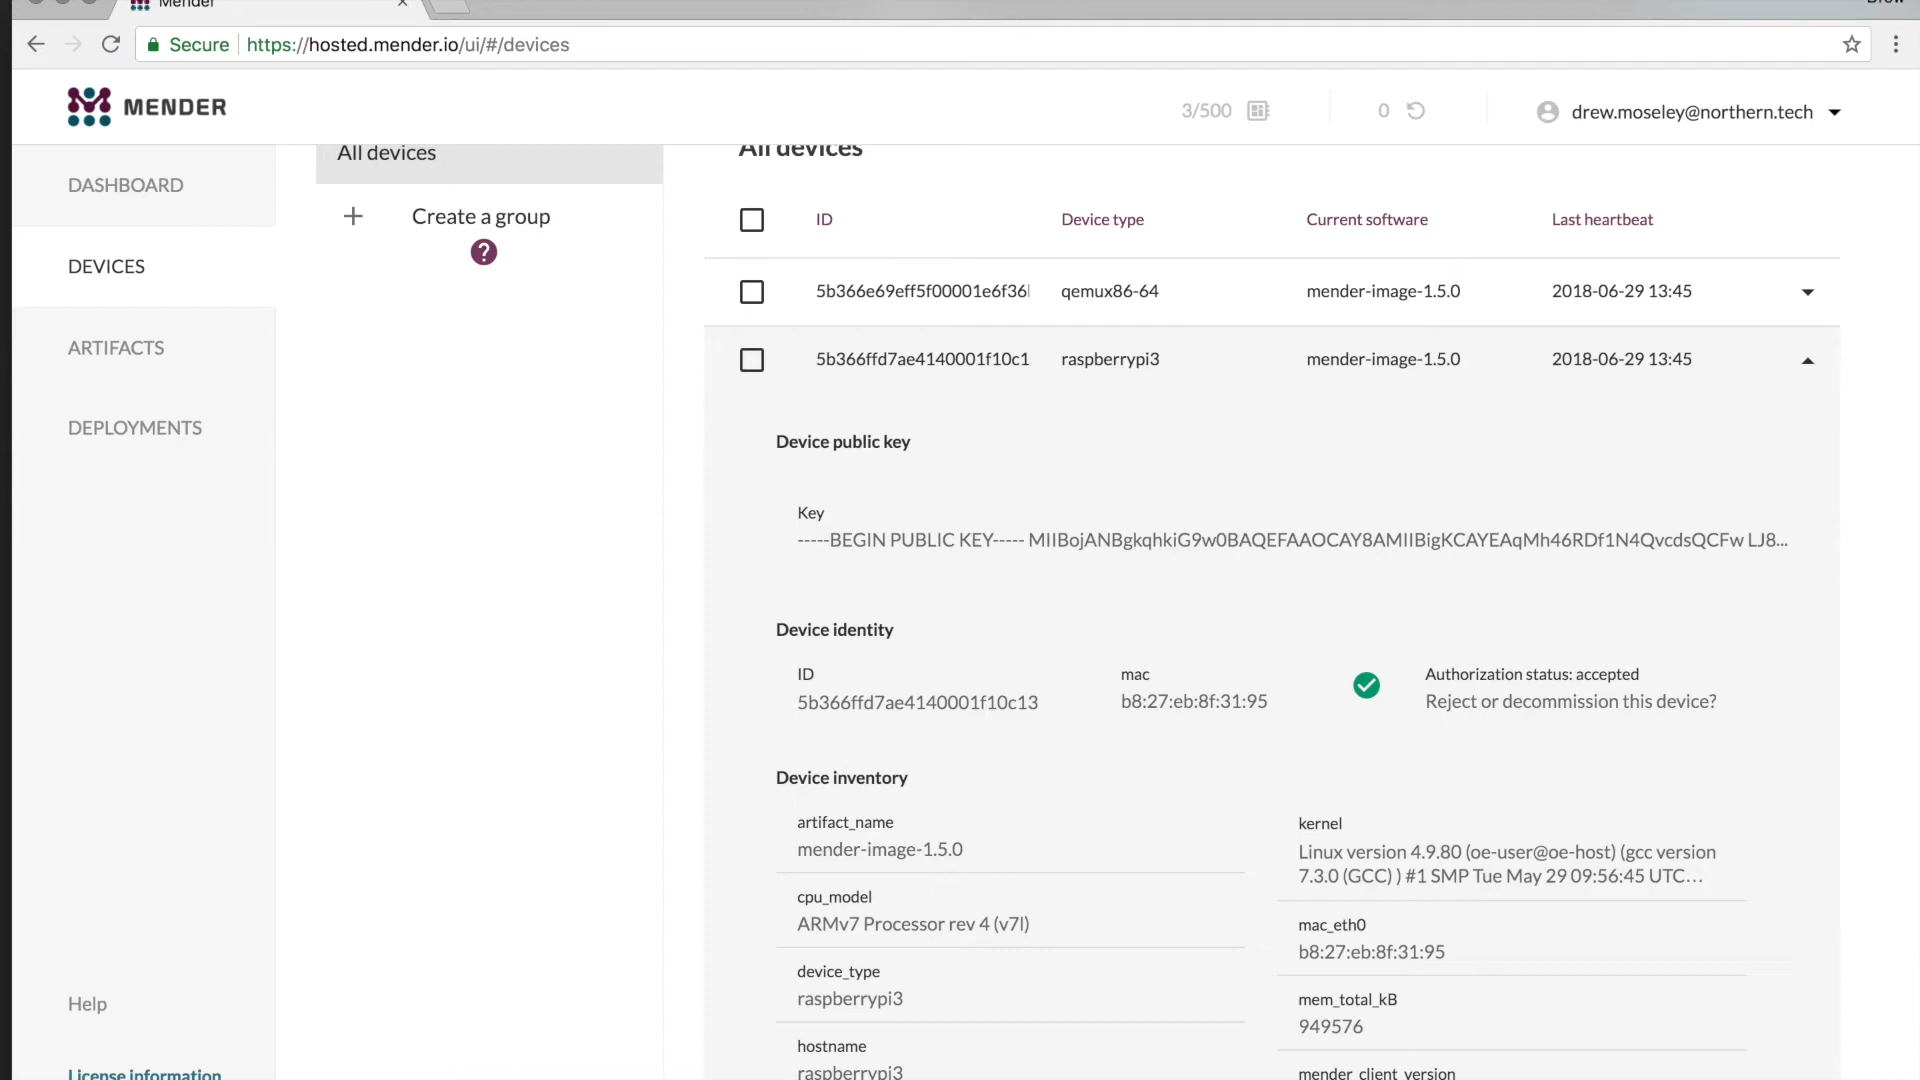 Mender
Secure
https://hosted.mender.io/ui/#/devices
MENDER
3/500
0
drew.moseley@northern.tech
DASHBOARD
DEVICES
ARTIFACTS
DEPLOYMENTS
Help
License information
All devices
Create a group
?
All devices
ID Device type Current software Last heartbeat
5b366e69eff5f00001e6f36 qemux86-64 mender-image-1.5.0 2018-06-29 13:45
5b366ffd7ae4140001f10c1 raspberrypi3 mender-image-1.5.0 2018-06-29 13:45
Device public key
Key
-----BEGIN PUBLIC KEY----- MIIBojANBgkqhkiG9w0BAQEFAAOCAY8AMIIBigKCAYEAqMh46RDf1N4QvcdsQCFw LJ8...
Device identity
ID
5b366ffd7ae4140001f10c13
mac
b8:27:eb:8f:31:95
Authorization status: accepted
Reject or decommission this device?
Device inventory
artifact_name
mender-image-1.5.0
cpu_model
ARMv7 Processor rev 4 (v7l)
device_type
raspberrypi3
hostname
raspberrypi3
kernel
Linux version 4.9.80 (oe-user@oe-host) (gcc version
7.3.0 (GCC) ) #1 SMP Tue May 29 09:56:45 UTC…
mac_eth0
b8:27:eb:8f:31:95
mem_total_kB
949576
mender_client_version